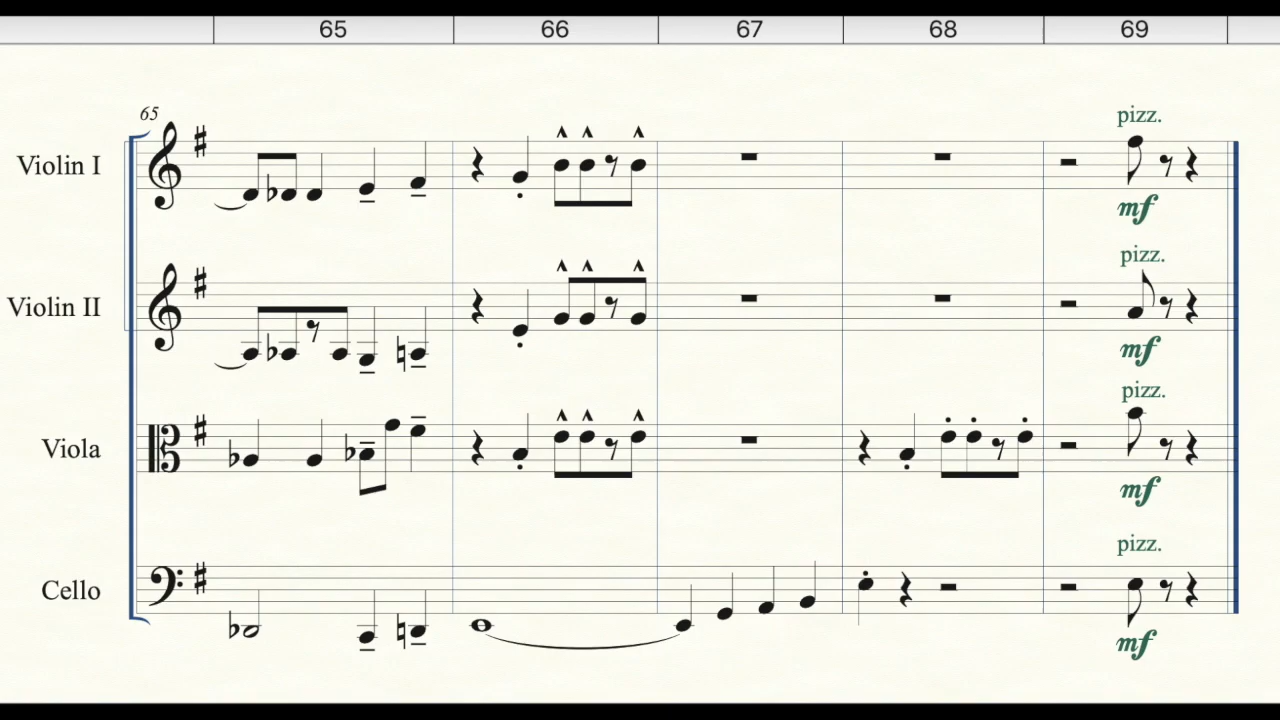 65 66 67 68 69
65
pizz.
Violin I
mf
pizz.
Violin II
mf
pizz.
Viola
mf
pizz.
Cello
mf